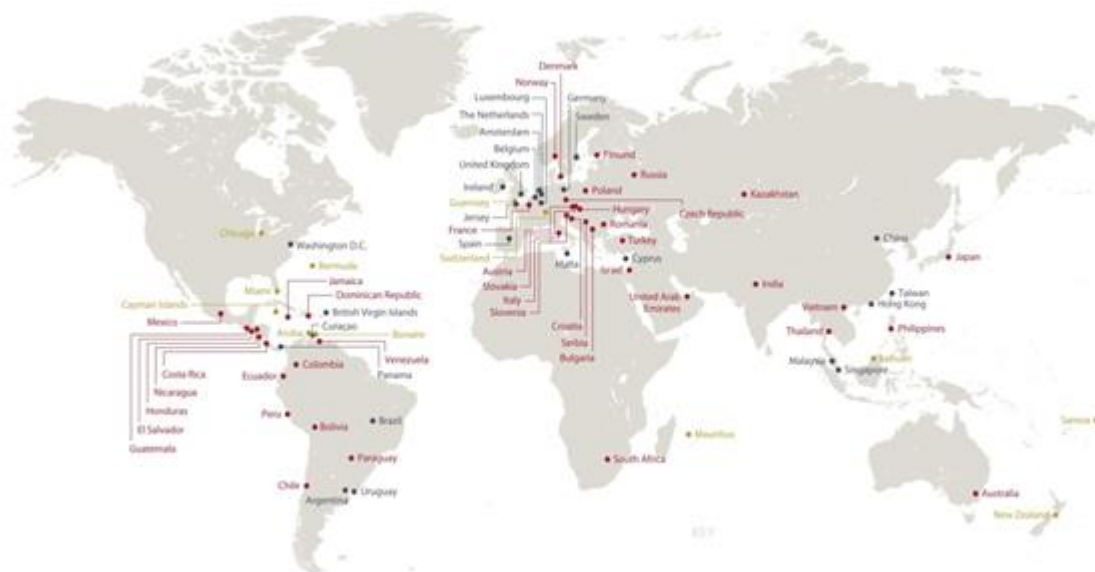 Denmark
Norway
Luxembourg
Germany
The Netherlands
Sweden
Amsterdam
Belgium
United Kingdom
Finland
Russia
Ireland
Poland
Kazakhstan
Guernsey
Jersey
Hungary
Czech Republic
France
Romania
Chicago
Washington D.C.
Spain
Turkey
China
Switzerland
Malta
Cyprus
Japan
Bermuda
Austria
Israel
Jamaica
Slovakia
India
Miami
Dominican Republic
Italy
United Arab
Emirates
Taiwan
Cayman Islands
Slovenia
Hong Kong
Vietnam
British Virgin Islands
Mexico
Curaçao
Croatia
Thailand
Philippines
Aruba
Bonaire
Serbia
Venezuela
Bulgaria
Malaysia
Labuan
Colombia
Singapore
Costa Rica
Ecuador
Panama
Nicaragua
Honduras
Peru
Brazil
El Salvador
Bolivia
Mauritius
Samoa
Guatemala
Paraguay
South Africa
Chile
Argentina
Uruguay
Australia
New Zealand
KEY